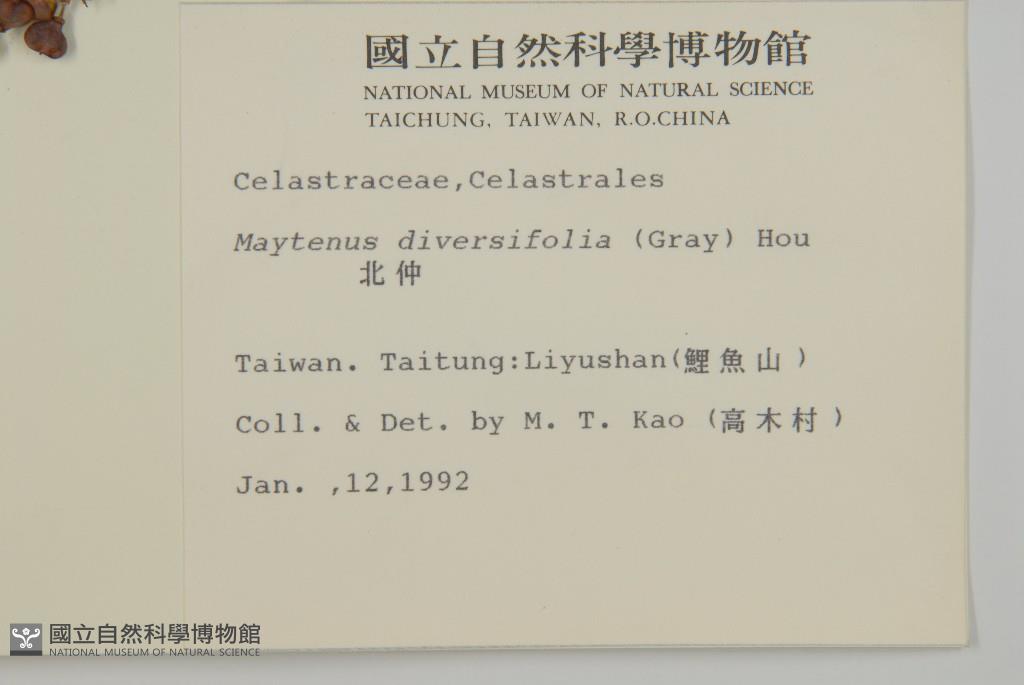 國立自然科學博物館
NATIONAL MUSEUM OF NATURAL SCIENCE
TAICHUNG, TAIWAN, R.O.CHINA
Celastraceae,Celastrales
Maytenus diversifolia (Gray) Hou
北仲
Taiwan. Taitung:Liyushan(鯉魚山)
Coll. & Det. by M. T. Kao (高木村)
Jan. ,12,1992
國立自然科學博物館
NATIONAL MUSEUM OF NATURAL SCIENCE